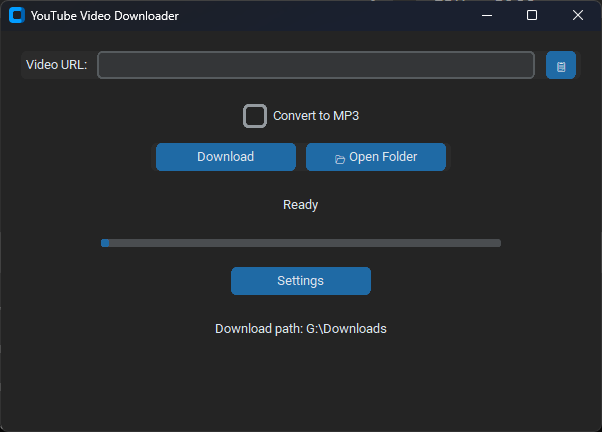 YouTube Video Downloader
Video URL:
Convert to MP3
Download
Open Folder
Ready
Settings
Download path: G:\Downloads